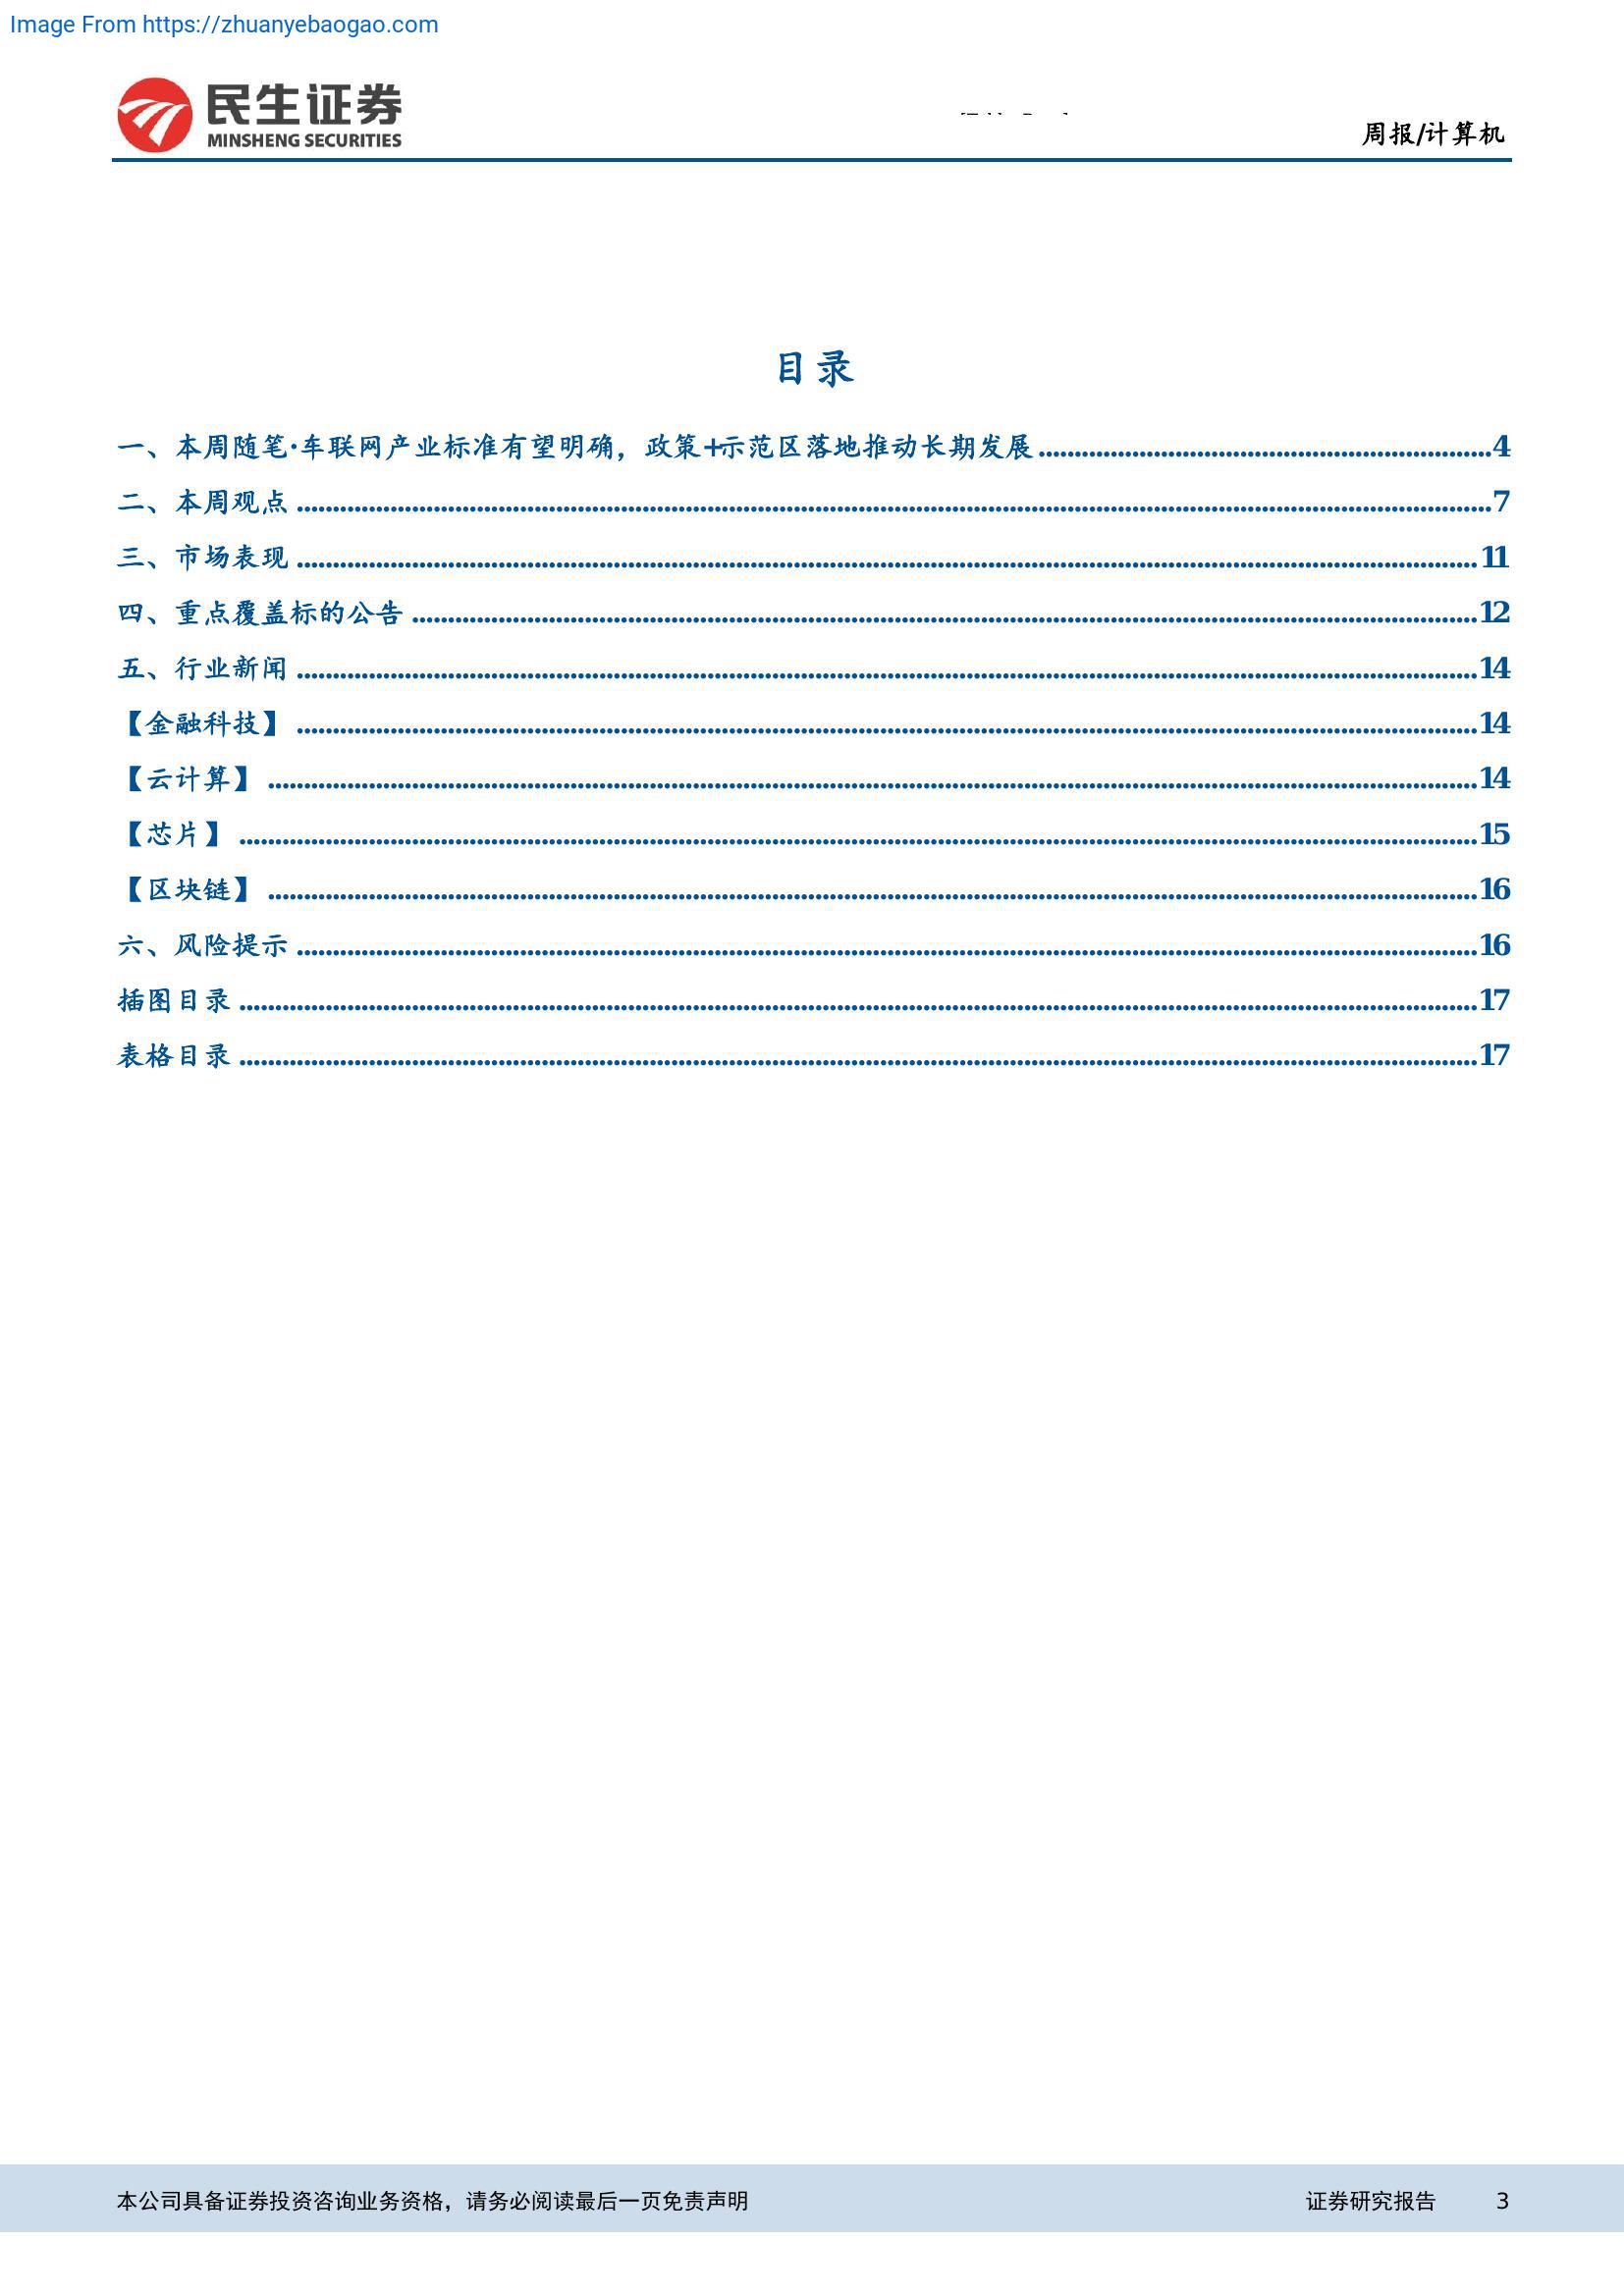 Image From https://zhuanyebaogao.com
民生证券
MINSHENG SECURITIES
周报/计算机
目录
一、本周随笔·车联网产业标准有望明确，政策+示范区落地推动长期发展........................................4
二、本周观点........................................7
三、市场表现........................................11
四、重点覆盖标的公告........................................12
五、行业新闻........................................14
【金融科技】........................................14
【云计算】........................................14
【芯片】........................................15
【区块链】........................................16
六、风险提示........................................16
插图目录........................................17
表格目录........................................17
本公司具备证券投资咨询业务资格，请务必阅读最后一页免责声明 证券研究报告 3